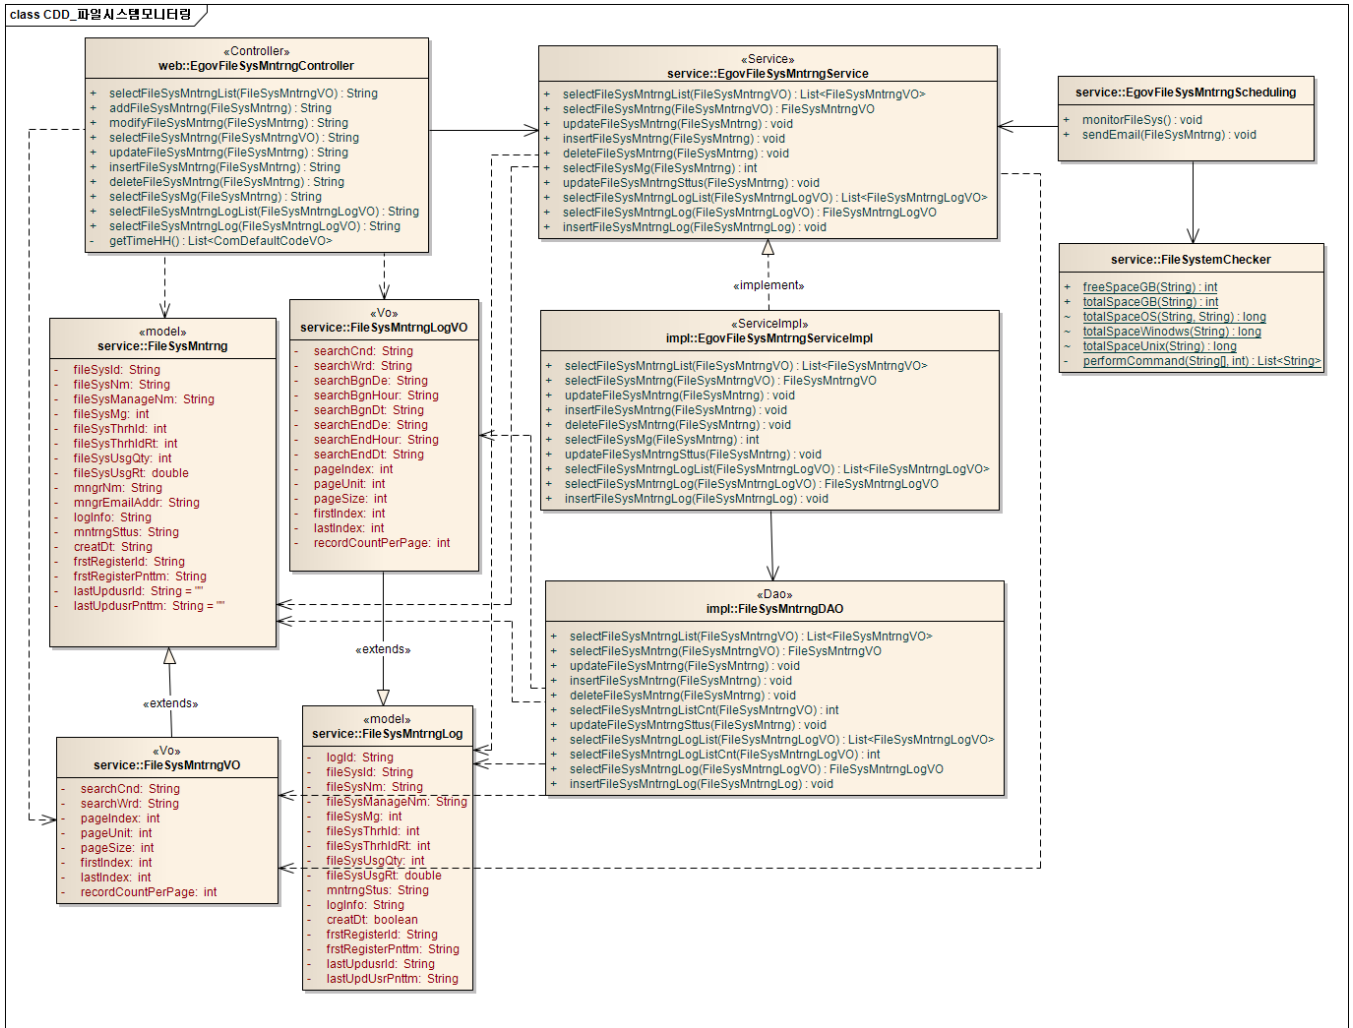 class CDD_파일시스템모니터링
«Controller»
web::EgovFileSysMntrngController
+ selectFileSysMntrngList(FileSysMntrngVO) : String
+ addFileSysMntrng(FileSysMntrng) : String
+ modifyFileSysMntrng(FileSysMntrng) : String
+ selectFileSysMntrng(FileSysMntrngVO) : String
+ updateFileSysMntrng(FileSysMntrng) : String
+ insertFileSysMntrng(FileSysMntrng) : String
+ deleteFileSysMntrng(FileSysMntrng) : String
+ selectFileSysMg(FileSysMntrng) : String
+ selectFileSysMntrngLogList(FileSysMntrngLogVO) : String
+ selectFileSysMntrngLog(FileSysMntrngLogVO) : String
- getTimeHH() : List<ComDefaultCodeVO>
«Service»
service::EgovFileSysMntrngService
+ selectFileSysMntrngList(FileSysMntrngVO) : List<FileSysMntrngVO>
+ selectFileSysMntrng(FileSysMntrngVO) : FileSysMntrngVO
+ updateFileSysMntrng(FileSysMntrng) : void
+ insertFileSysMntrng(FileSysMntrng) : void
+ deleteFileSysMntrng(FileSysMntrng) : void
+ selectFileSysMg(FileSysMntrng) : int
+ updateFileSysMntrngSttus(FileSysMntrng) : void
+ selectFileSysMntrngLogList(FileSysMntrngLogVO) : List<FileSysMntrngLogVO>
+ selectFileSysMntrngLog(FileSysMntrngLogVO) : FileSysMntrngLogVO
+ insertFileSysMntrngLog(FileSysMntrngLog) : void
service::EgovFileSysMntrngScheduling
+ monitorFileSys() : void
+ sendEmail(FileSysMntrng) : void
service::FileSystemChecker
+ freeSpaceGB(String) : int
+ totalSpaceGB(String) : int
~ totalSpaceOS(String, String) : long
~ totalSpaceWinodws(String) : long
~ totalSpaceUnix(String) : long
- performCommand(String[], int) : List<String>
«implement»
«model»
service::FileSysMntrng
- fileSysId: String
- fileSysNm: String
- fileSysManageNm: String
- fileSysMg: int
- fileSysThrhld: int
- fileSysThrhldRt: int
- fileSysUsgQty: int
- fileSysUsgRt: double
- mngrNm: String
- mngrEmailAddr: String
- logInfo: String
- mntrngSttus: String
- creatDt: String
- frstRegisterId: String
- frstRegisterPnttm: String
- lastUpdusrId: String = ""
- lastUpdusrPnttm: String = ""
«Vo»
service::FileSysMntrngLogVO
- searchCnd: String
- searchWrd: String
- searchBgnDe: String
- searchBgnHour: String
- searchBgnDt: String
- searchEndDe: String
- searchEndHour: String
- searchEndDt: String
- pageIndex: int
- pageUnit: int
- pageSize: int
- firstIndex: int
- lastIndex: int
- recordCountPerPage: int
«ServiceImpl»
impl::EgovFileSysMntrngServiceImpl
+ selectFileSysMntrngList(FileSysMntrngVO) : List<FileSysMntrngVO>
+ selectFileSysMntrng(FileSysMntrngVO) : FileSysMntrngVO
+ updateFileSysMntrng(FileSysMntrng) : void
+ insertFileSysMntrng(FileSysMntrng) : void
+ deleteFileSysMntrng(FileSysMntrng) : void
+ selectFileSysMg(FileSysMntrng) : int
+ updateFileSysMntrngSttus(FileSysMntrng) : void
+ selectFileSysMntrngLogList(FileSysMntrngLogVO) : List<FileSysMntrngLogVO>
+ selectFileSysMntrngLog(FileSysMntrngLogVO) : FileSysMntrngLogVO
+ insertFileSysMntrngLog(FileSysMntrngLog) : void
«extends»
«extends»
«Dao»
impl::FileSysMntrngDAO
+ selectFileSysMntrngList(FileSysMntrngVO) : List<FileSysMntrngVO>
+ selectFileSysMntrng(FileSysMntrngVO) : FileSysMntrngVO
+ updateFileSysMntrng(FileSysMntrng) : void
+ insertFileSysMntrng(FileSysMntrng) : void
+ deleteFileSysMntrng(FileSysMntrng) : void
+ selectFileSysMntrngListCnt(FileSysMntrngVO) : int
+ updateFileSysMntrngSttus(FileSysMntrng) : void
+ selectFileSysMntrngLogList(FileSysMntrngLogVO) : List<FileSysMntrngLogVO>
+ selectFileSysMntrngLogListCnt(FileSysMntrngLogVO) : int
+ selectFileSysMntrngLog(FileSysMntrngLogVO) : FileSysMntrngLogVO
+ insertFileSysMntrngLog(FileSysMntrngLog) : void
«Vo»
service::FileSysMntrngVO
- searchCnd: String
- searchWrd: String
- pageIndex: int
- pageUnit: int
- pageSize: int
- firstIndex: int
- lastIndex: int
- recordCountPerPage: int
«model»
service::FileSysMntrngLog
- logId: String
- fileSysId: String
- fileSysNm: String
- fileSysManageNm: String
- fileSysMg: int
- fileSysThrhld: int
- fileSysThrhldRt: int
- fileSysUsgQty: int
- fileSysUsgRt: double
- mntrngStus: String
- logInfo: String
- creatDt: boolean
- frstRegisterId: String
- frstRegisterPnttm: String
- lastUpdusrId: String
- lastUpdUsrPnttm: String